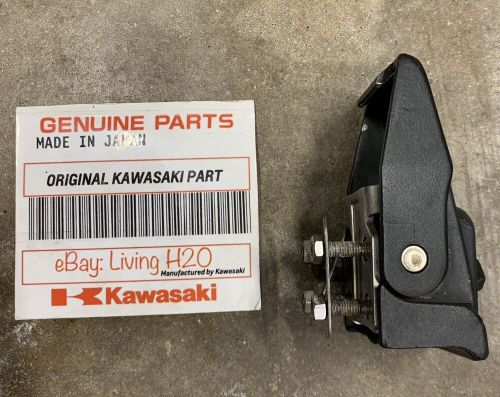 GENUINE PARTS
MADE IN JAPAN
ORIGINAL KAWASAKI PART
eBay: Living H2O
Manufactured by Kawasaki
Kawasaki